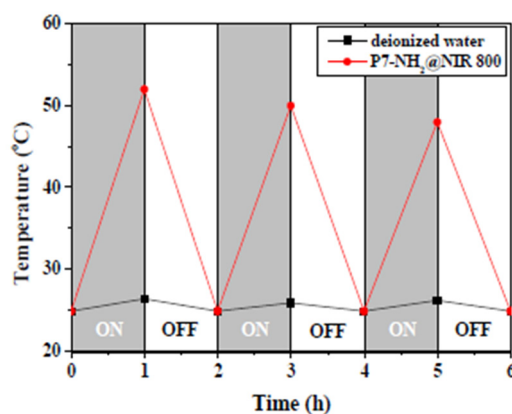 60
50
40
30
20
Temperature (°C)
deionized water
P7-NH₂@NIR 800
ON OFF ON OFF ON OFF
0 1 2 3 4 5 6
Time (h)